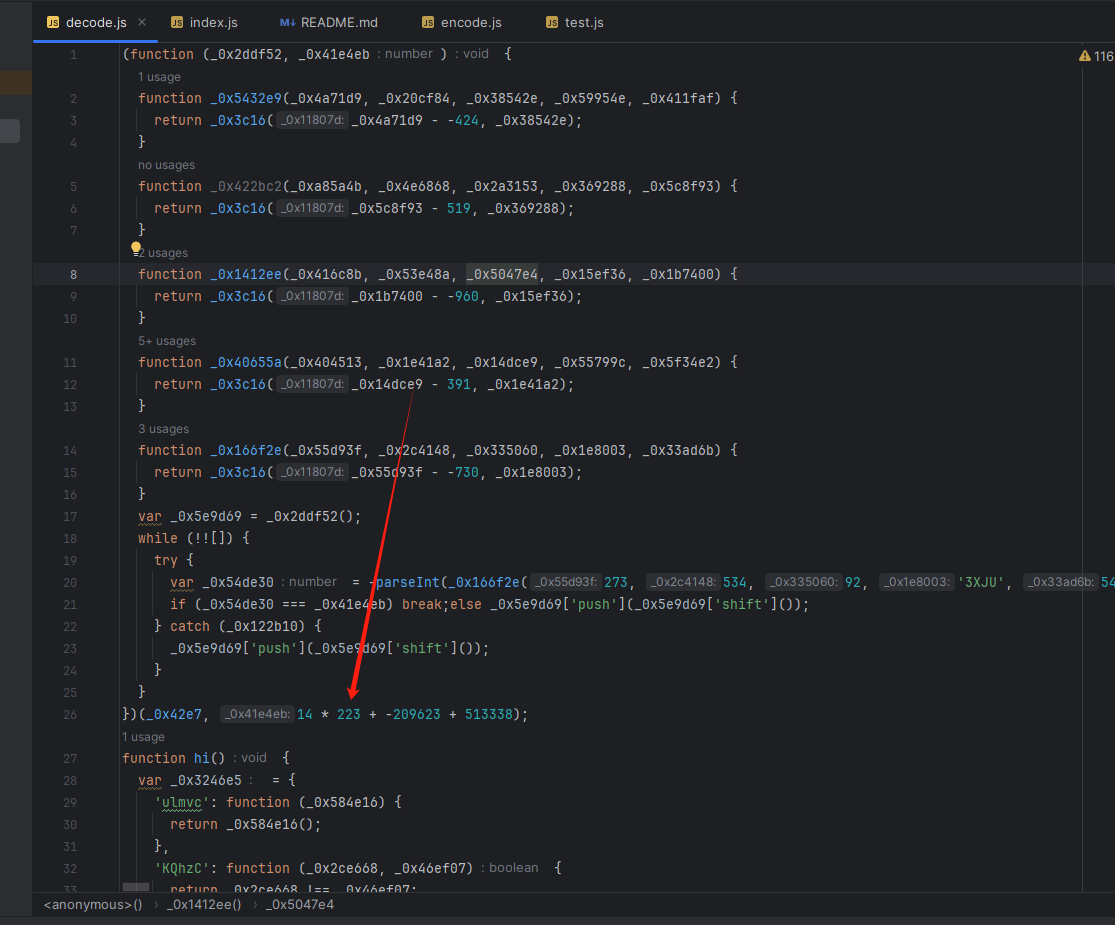 decode.js
index.js
README.md
encode.js
test.js
116
1 (function (_0x2ddf52, _0x41e4eb : number ) : void {
1 usage
2 function _0x5432e9(_0x4a71d9, _0x20cf84, _0x38542e, _0x59954e, _0x411faf) {
3 return _0x3c16( _0x11807d: _0x4a71d9 - -424, _0x38542e);
4 }
no usages
5 function _0x422bc2(_0xa85a4b, _0x4e6868, _0x2a3153, _0x369288, _0x5c8f93) {
6 return _0x3c16( _0x11807d: _0x5c8f93 - 519, _0x369288);
7 }
2 usages
8 function _0x1412ee(_0x416c8b, _0x53e48a, _0x5047e4, _0x15ef36, _0x1b7400) {
9 return _0x3c16( _0x11807d: _0x1b7400 - -960, _0x15ef36);
10 }
5+ usages
11 function _0x40655a(_0x404513, _0x1e41a2, _0x14dce9, _0x55799c, _0x5f34e2) {
12 return _0x3c16( _0x11807d: _0x14dce9 - 391, _0x1e41a2);
13 }
3 usages
14 function _0x166f2e(_0x55d93f, _0x2c4148, _0x335060, _0x1e8003, _0x33ad6b) {
15 return _0x3c16( _0x11807d: _0x55d93f - -730, _0x1e8003);
16 }
17 var _0x5e9d69 = _0x2ddf52();
18 while (!![]) {
19 try {
20 var _0x54de30 : number = -parseInt(_0x166f2e( _0x55d93f: 273, _0x2c4148: 534, _0x335060: 92, _0x1e8003: '3XJU', _0x33ad6b: 54
21 if (_0x54de30 === _0x41e4eb) break;else _0x5e9d69['push'](_0x5e9d69['shift']());
22 } catch (_0x122b10) {
23 _0x5e9d69['push'](_0x5e9d69['shift']());
24 }
25 }
26 })(_0x42e7, _0x41e4eb: 14 * 223 + -209623 + 513338);
1 usage
27 function hi() : void {
28 var _0x3246e5 : = {
29 'ulmvc': function (_0x584e16) {
30 return _0x584e16();
31 },
32 'KQhzC': function (_0x2ce668, _0x46ef07) : boolean {
33 return _0x2ce668 !== _0x46ef07;
<anonymous>() › _0x1412ee() › _0x5047e4